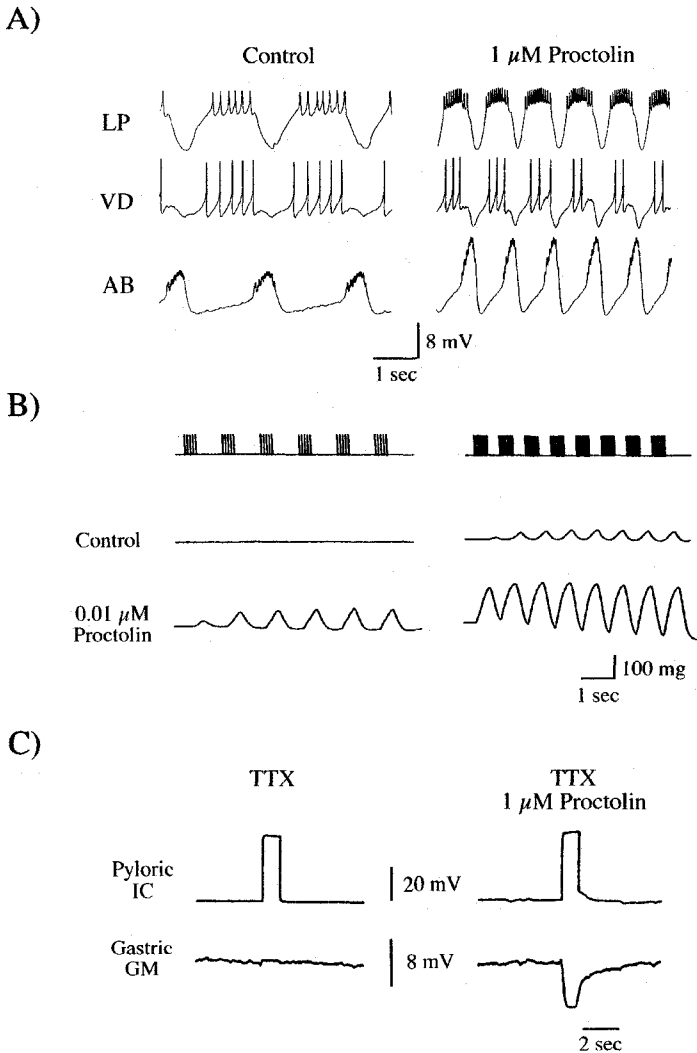 A)
Control
1 µM Proctolin
LP
VD
AB
8 mV
1 sec
B)
Control
0.01 µM
Proctolin
100 mg
1 sec
C)
TTX
TTX
1 µM Proctolin
Pyloric
IC
20 mV
Gastric
GM
8 mV
2 sec